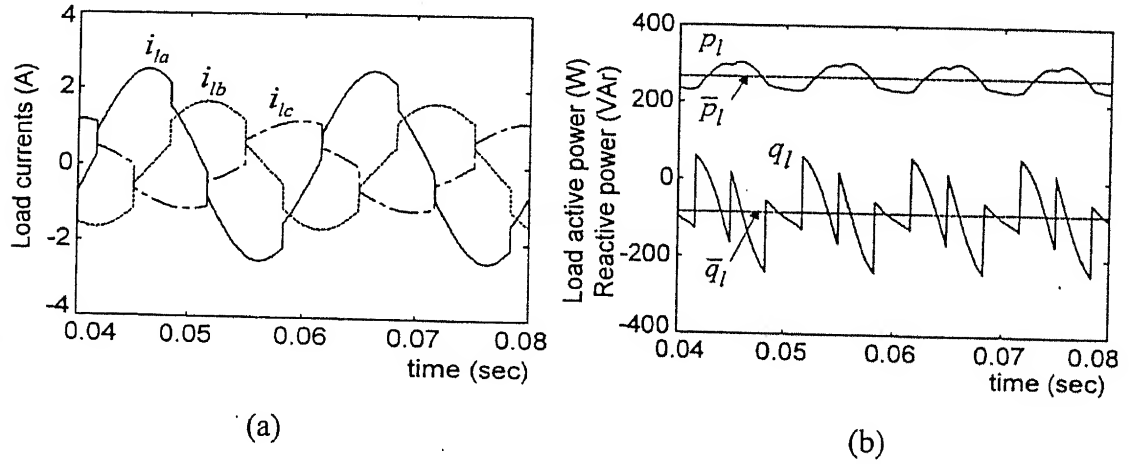 4
2
0
-2
-4
Load currents (A)
i_la
i_lb
i_lc
0.04
0.05
0.06
0.07
0.08
time (sec)
(a)
400
200
0
-200
-400
Load active power (W)
Reactive power (VAr)
p_l
p̅_l
q_l
q̅_l
0.04
0.05
0.06
0.07
0.08
time (sec)
(b)